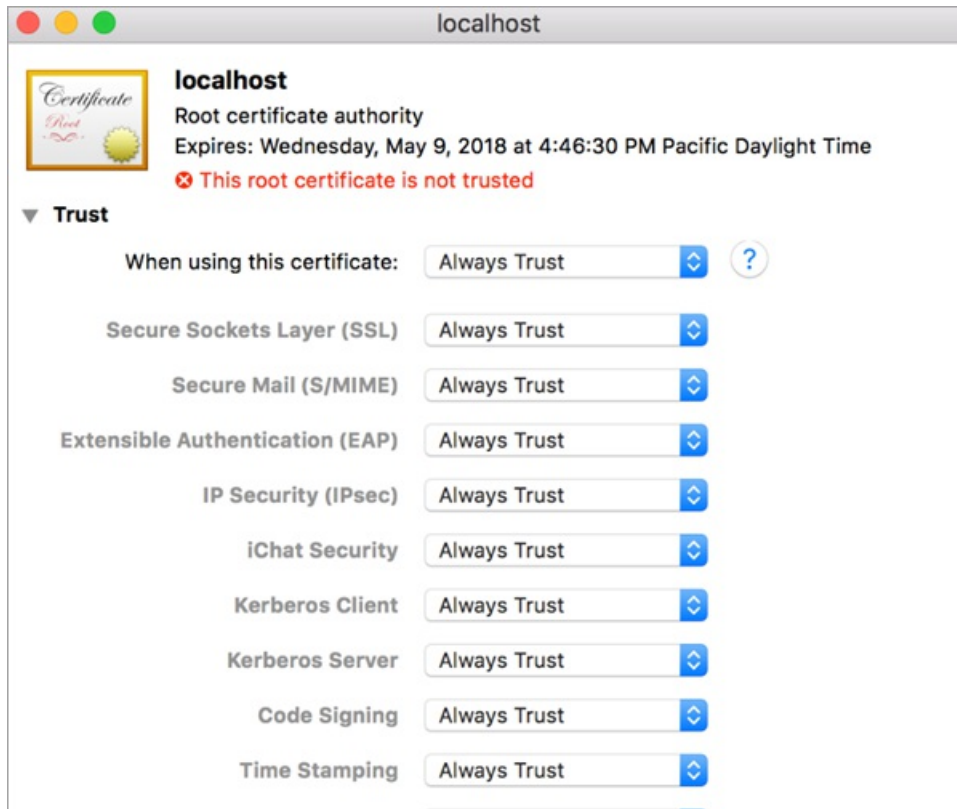 localhost
Certificate
Root
localhost
Root certificate authority
Expires: Wednesday, May 9, 2018 at 4:46:30 PM Pacific Daylight Time
This root certificate is not trusted
Trust
When using this certificate: Always Trust ?
Secure Sockets Layer (SSL) Always Trust
Secure Mail (S/MIME) Always Trust
Extensible Authentication (EAP) Always Trust
IP Security (IPsec) Always Trust
iChat Security Always Trust
Kerberos Client Always Trust
Kerberos Server Always Trust
Code Signing Always Trust
Time Stamping Always Trust